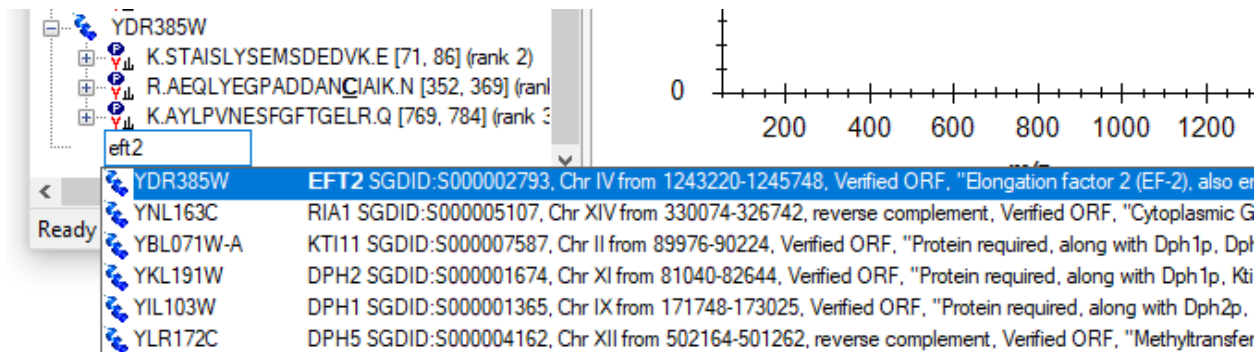 YDR385W
K.STAISLYSEMSDEDVK.E [71, 86] (rank 2)
R.AEQLYEGPADDANCIAIK.N [352, 369] (rank
K.AYLPVNESFGFTGELR.Q [769, 784] (rank 3
eft2
0
200 400 600 800 1000 1200
YDR385W EFT2 SGDID:S000002793, Chr IV from 1243220-1245748, Verified ORF, "Elongation factor 2 (EF-2), also en
YNL163C RIA1 SGDID:S000005107, Chr XIV from 330074-326742, reverse complement, Verified ORF, "Cytoplasmic G
Ready
YBL071W-A KTI11 SGDID:S000007587, Chr II from 89976-90224, Verified ORF, "Protein required, along with Dph1p, Dph
YKL191W DPH2 SGDID:S000001674, Chr XI from 81040-82644, Verified ORF, "Protein required, along with Dph1p, Kti
YIL103W DPH1 SGDID:S000001365, Chr IX from 171748-173025, Verified ORF, "Protein required, along with Dph2p,
YLR172C DPH5 SGDID:S000004162, Chr XII from 502164-501262, reverse complement, Verified ORF, "Methyltransfer